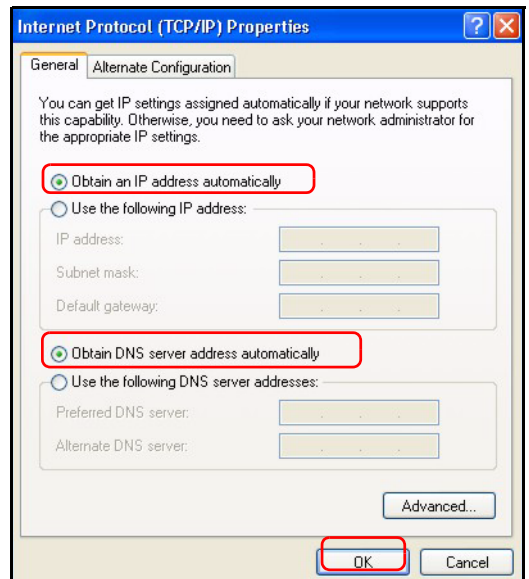 Internet Protocol (TCP/IP) Properties
General
Alternate Configuration
You can get IP settings assigned automatically if your network supports
this capability. Otherwise, you need to ask your network administrator for
the appropriate IP settings.
Obtain an IP address automatically
Use the following IP address:
IP address:
Subnet mask:
Default gateway:
Obtain DNS server address automatically
Use the following DNS server addresses:
Preferred DNS server:
Alternate DNS server:
Advanced...
OK
Cancel